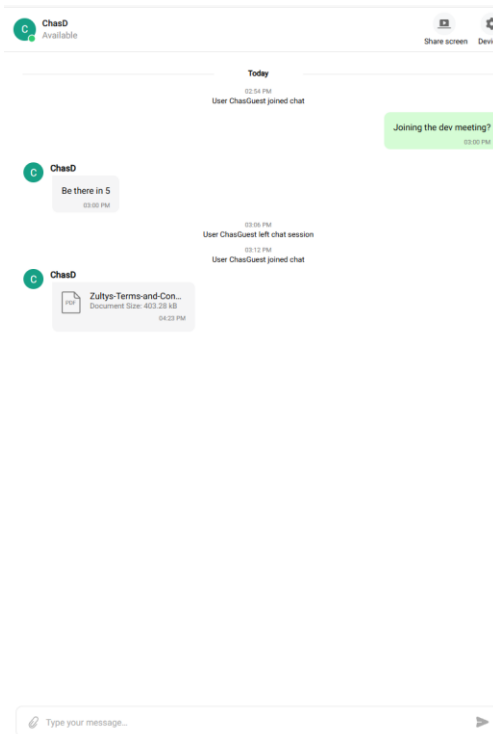 C
ChasD
Available
Share screen
Today
02:54 PM
User ChasGuest joined chat
Joining the dev meeting?
03:00 PM
C
ChasD
Be there in 5
03:00 PM
03:06 PM
User ChasGuest left chat session
03:12 PM
User ChasGuest joined chat
C
ChasD
PDF
Zultys-Terms-and-Con...
Document Size: 403.28 kB
04:23 PM
Type your message...